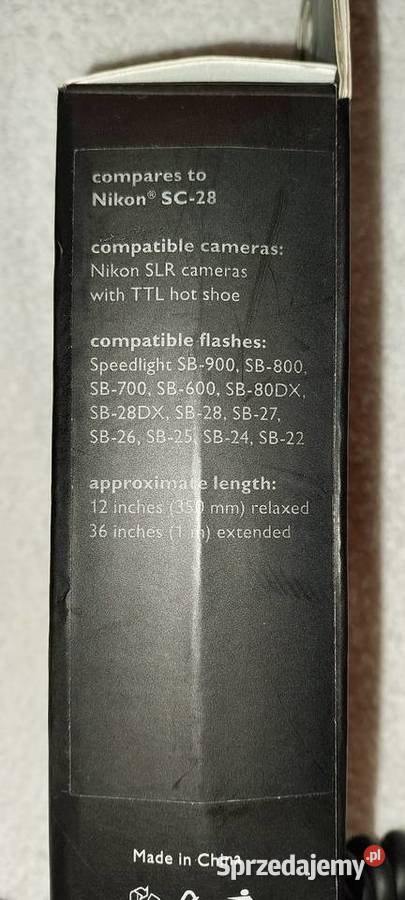 compares to
Nikon® SC-28
compatible cameras:
Nikon SLR cameras
with TTL hot shoe
compatible flashes:
Speedlight SB-900, SB-800,
SB-700, SB-600, SB-80DX,
SB-28DX, SB-28, SB-27,
SB-26, SB-25, SB-24, SB-22
approximate length:
12 inches (350 mm) relaxed
36 inches (1 m) extended
Made in China
Sprzedajemy.pl